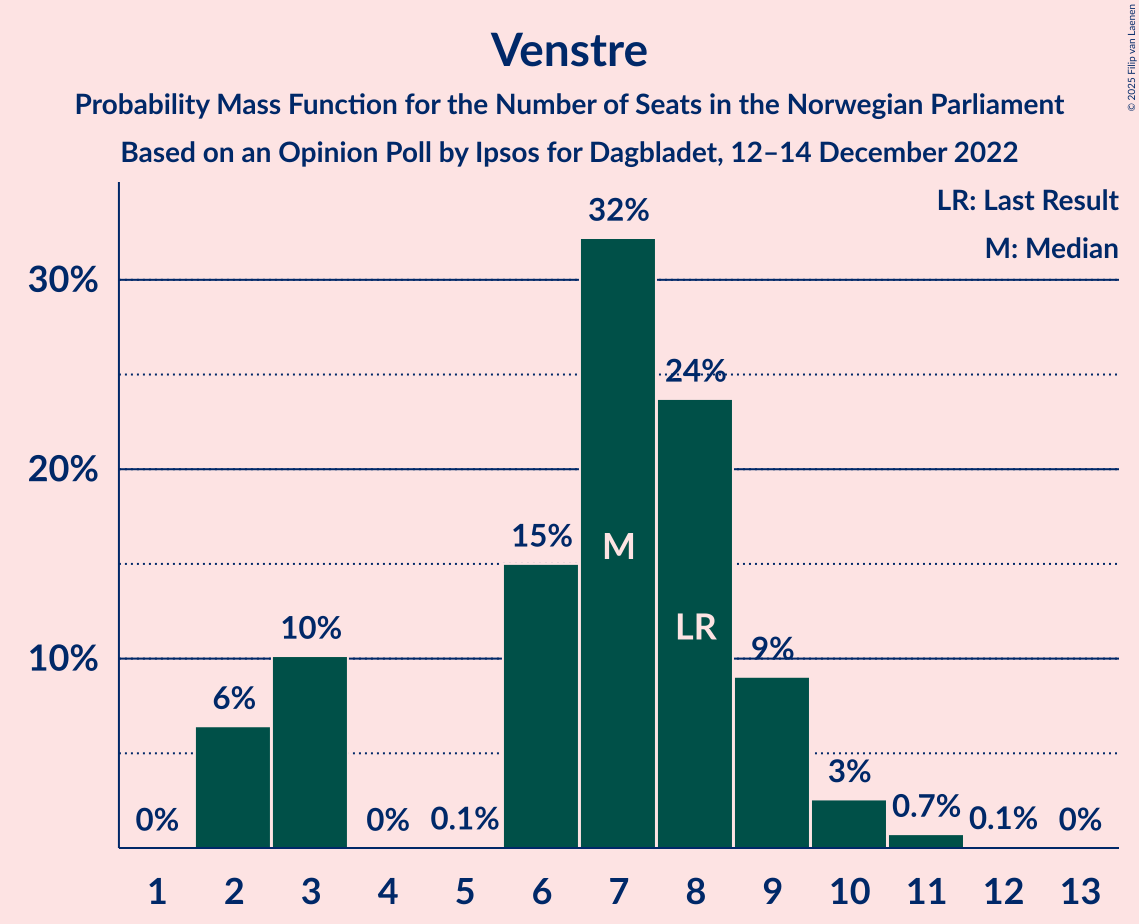 Venstre
Probability Mass Function for the Number of Seats in the Norwegian Parliament
Based on an Opinion Poll by Ipsos for Dagbladet, 12–14 December 2022
© 2025 Filip van Laenen
LR: Last Result
M: Median
30%
20%
10%
0%
6%
10%
0%
0.1%
15%
32%
24%
9%
3%
0.7%
0.1%
0%
M
LR
1 2 3 4 5 6 7 8 9 10 11 12 13